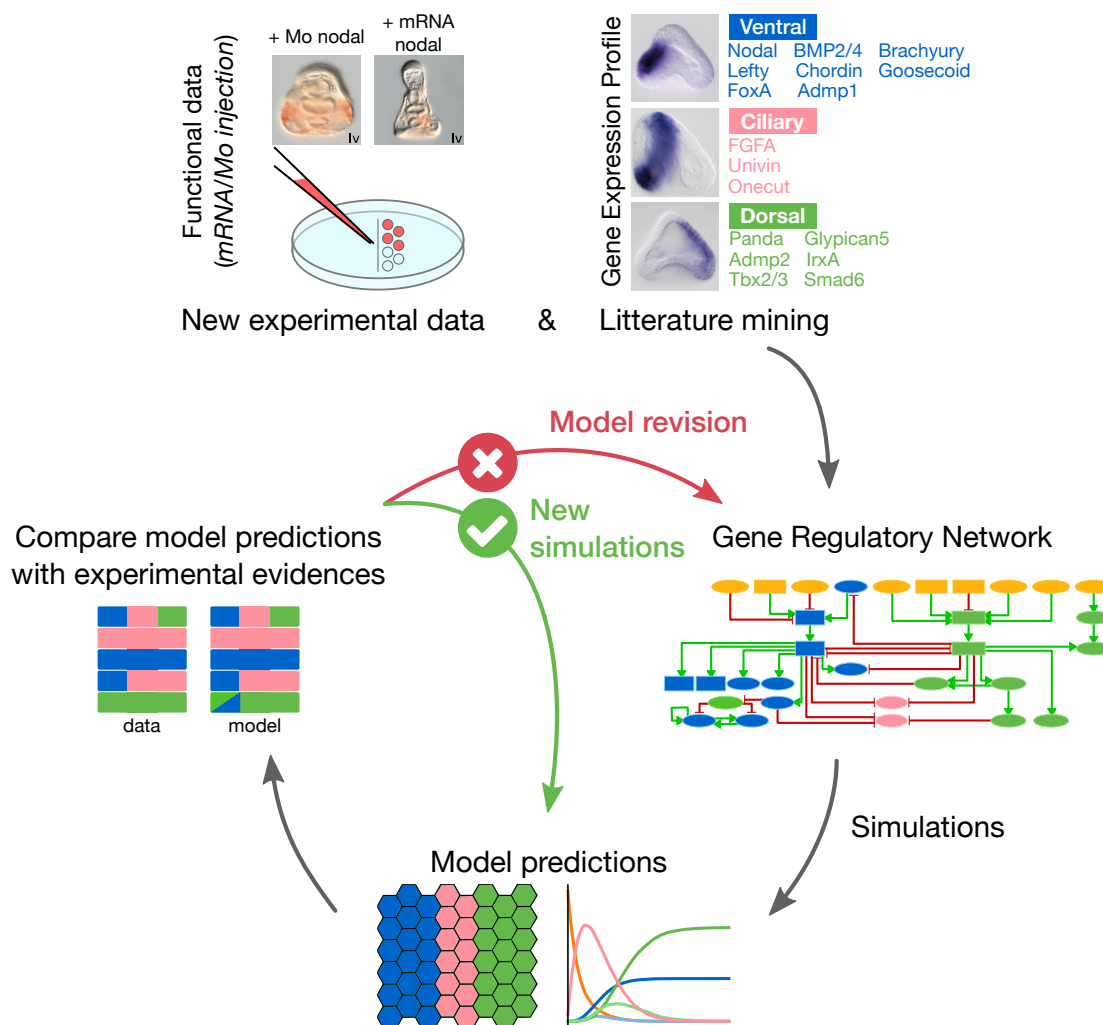 Functional data
(mRNA/Mo injection)
+ Mo nodal
+ mRNA
nodal
lv
lv
Gene Expression Profile
Ventral
Nodal BMP2/4 Brachyury
Lefty Chordin Goosecoid
FoxA Admp1
Ciliary
FGFA
Univin
Onecut
Dorsal
Panda Glypican5
Admp2 IrxA
Tbx2/3 Smad6
New experimental data & Litterature mining
Model revision
New
simulations
Compare model predictions
with experimental evidences
data
model
Gene Regulatory Network
Simulations
Model predictions